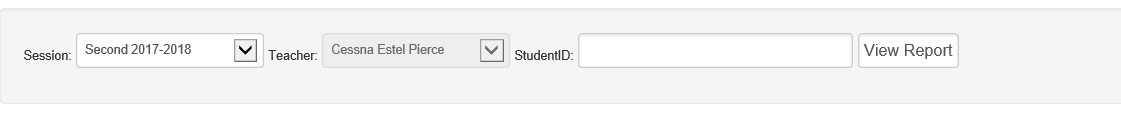 Session: Second 2017-2018 Teacher: Cessna Estel Pierce StudentID: View Report